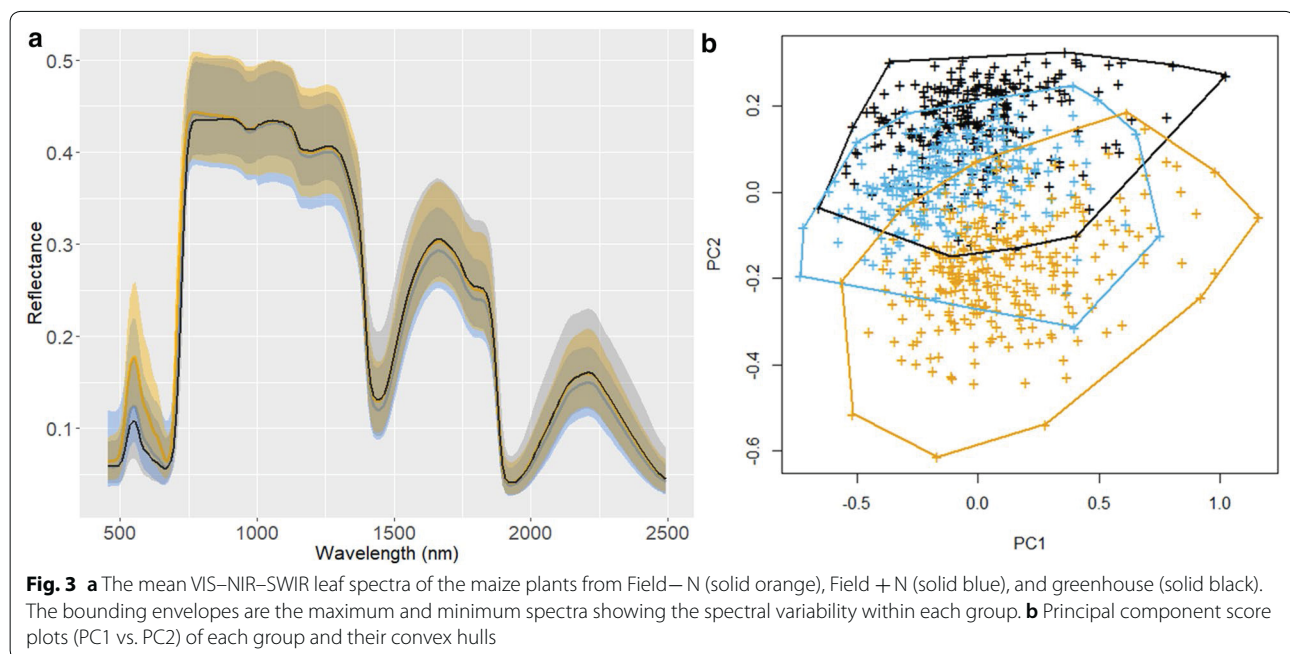 a
0.5
0.4
0.3
0.2
0.1
Reflectance
500 1000 1500 2000 2500
Wavelength (nm)
b
0.2
0.0
-0.2
-0.4
-0.6
PC2
-0.5 0.0 0.5 1.0
PC1
Fig. 3 a The mean VIS–NIR–SWIR leaf spectra of the maize plants from Field− N (solid orange), Field + N (solid blue), and greenhouse (solid black).
The bounding envelopes are the maximum and minimum spectra showing the spectral variability within each group. b Principal component score
plots (PC1 vs. PC2) of each group and their convex hulls